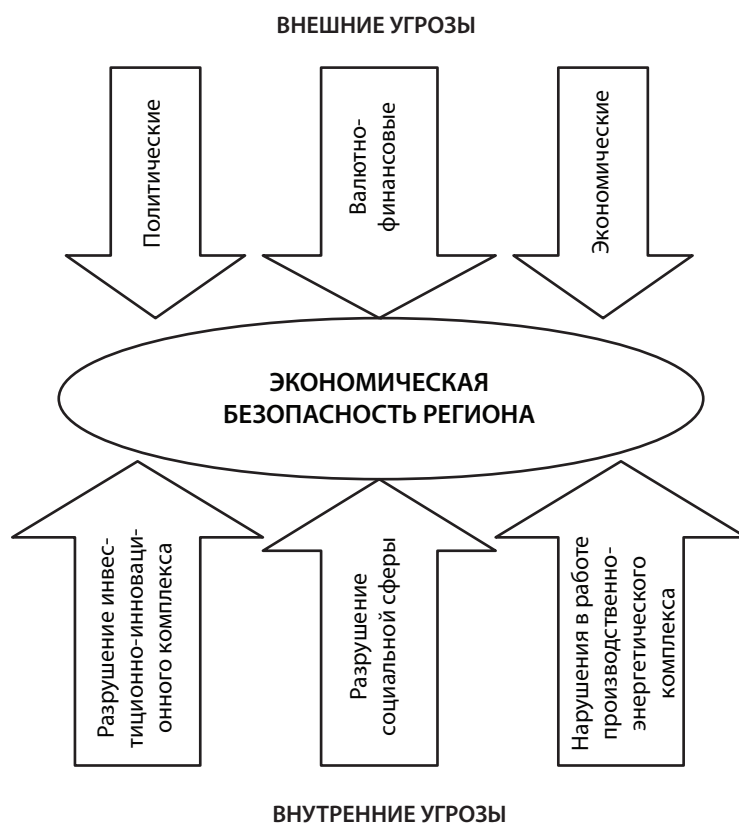 ВНЕШНИЕ УГРОЗЫ
Политические
Валютно-
финансовые
Экономические
ЭКОНОМИЧЕСКАЯ
БЕЗОПАСНОСТЬ РЕГИОНА
Разрушение инвес-
тиционно-инноваци-
онного комплекса
Разрушение
социальной сферы
Нарушения в работе
производственно-
энергетического
комплекса
ВНУТРЕННИЕ УГРОЗЫ